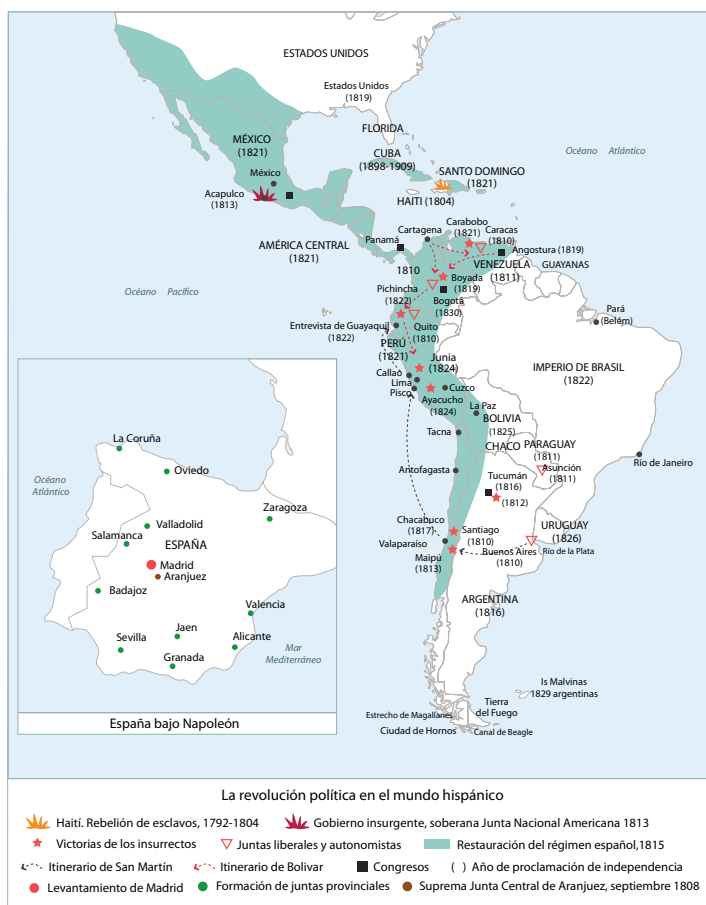 ESTADOS UNIDOS
Estados Unidos
(1819)
FLORIDA
MÉXICO
(1821)
CUBA
(1898-1909)
Océano Atlántico
México
SANTO DOMINGO
(1821)
Acapulco
(1813)
HAITI (1804)
Carabobo
(1821)
Caracas
(1810)
Cartagena
Panamá
AMÉRICA CENTRAL
(1821)
Angostura (1819)
VENEZUELA
(1811)
GUAYANAS
1810
Boyada
(1819)
Océano Pacífico
Pichincha
(1822)
Bogotá
(1830)
Entrevista de Guayaquil
(1822)
Quito
(1810)
Pará
(Belém)
PERÚ
(1821)
Junia
(1824)
IMPERIO DE BRASIL
(1822)
Callao
Lima
Pisco
Cuzco
Ayacucho
(1824)
La Paz
BOLIVIA
(1825)
Tacna
CHACO
PARAGUAY
(1811)
Asunción
(1811)
Río de Janeiro
Antofagasta
Tucumán
(1816)
(1812)
Chacabuco
(1817)
Santiago
(1810)
URUGUAY
(1826)
Valaparaíso
Maipú
(1813)
Buenos Aires
(1810)
Río de la Plata
ARGENTINA
(1816)
Is Malvinas
1829 argentinas
Tierra
del Fuego
Estrecho de Magallanes
Ciudad de Hornos
Canal de Beagle
La Coruña
Oviedo
Océano
Atlántico
Zaragoza
Valladolid
Salamanca
ESPAÑA
Madrid
Aranjuez
Badajoz
Valencia
Sevilla
Jaen
Alicante
Granada
Mar
Mediterráneo
España bajo Napoleón
La revolución política en el mundo hispánico
Haití. Rebelión de esclavos, 1792-1804
Gobierno insurgente, soberana Junta Nacional Americana 1813
Victorias de los insurrectos
Juntas liberales y autonomistas
Restauración del régimen español,1815
Itinerario de San Martín
Itinerario de Bolivar
Congresos
( ) Año de proclamación de independencia
Levantamiento de Madrid
Formación de juntas provinciales
Suprema Junta Central de Aranjuez, septiembre 1808